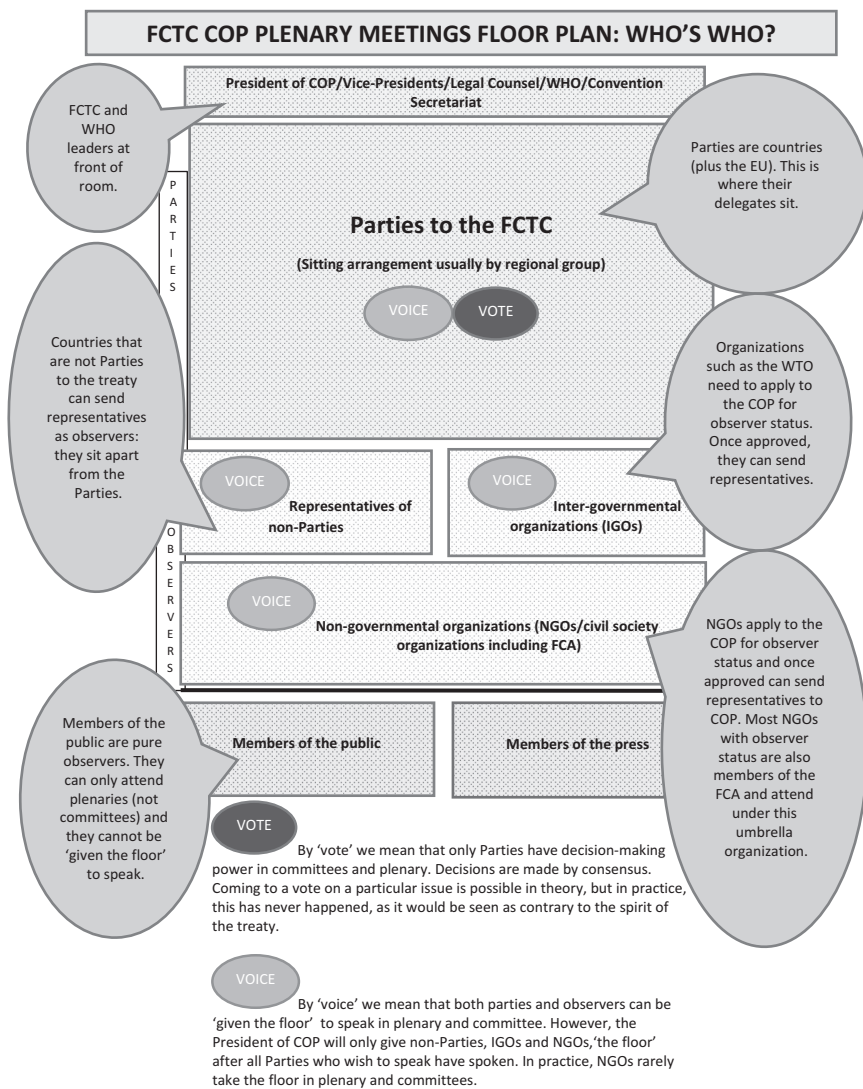 FCTC COP PLENARY MEETINGS FLOOR PLAN: WHO'S WHO?
President of COP/Vice-Presidents/Legal Counsel/WHO/Convention
Secretariat
FCTC and
WHO
leaders at
front of
room.
Parties are countries
(plus the EU). This is
where their
delegates sit.
PARTIES
Parties to the FCTC
(Sitting arrangement usually by regional group)
VOICE
VOTE
Countries that
are not Parties
to the treaty
can send
representatives
as observers:
they sit apart
from the
Parties.
Organizations
such as the WTO
need to apply to
the COP for
observer status.
Once approved,
they can send
representatives.
OBSERVERS
VOICE
Representatives of
non-Parties
VOICE
Inter-governmental
organizations (IGOs)
VOICE
Non-governmental organizations (NGOs/civil society
organizations including FCA)
NGOs apply to the
COP for observer
status and once
approved can send
representatives to
COP. Most NGOs
with observer
status are also
members of the
FCA and attend
under this
umbrella
organization.
Members of the
public are pure
observers. They
can only attend
plenaries (not
committees) and
they cannot be
'given the floor'
to speak.
Members of the public
Members of the press
VOTE
By 'vote' we mean that only Parties have decision-making
power in committees and plenary. Decisions are made by consensus.
Coming to a vote on a particular issue is possible in theory, but in practice,
this has never happened, as it would be seen as contrary to the spirit of
the treaty.
VOICE
By 'voice' we mean that both parties and observers can be
'given the floor' to speak in plenary and committee. However, the
President of COP will only give non-Parties, IGOs and NGOs,'the floor'
after all Parties who wish to speak have spoken. In practice, NGOs rarely
take the floor in plenary and committees.